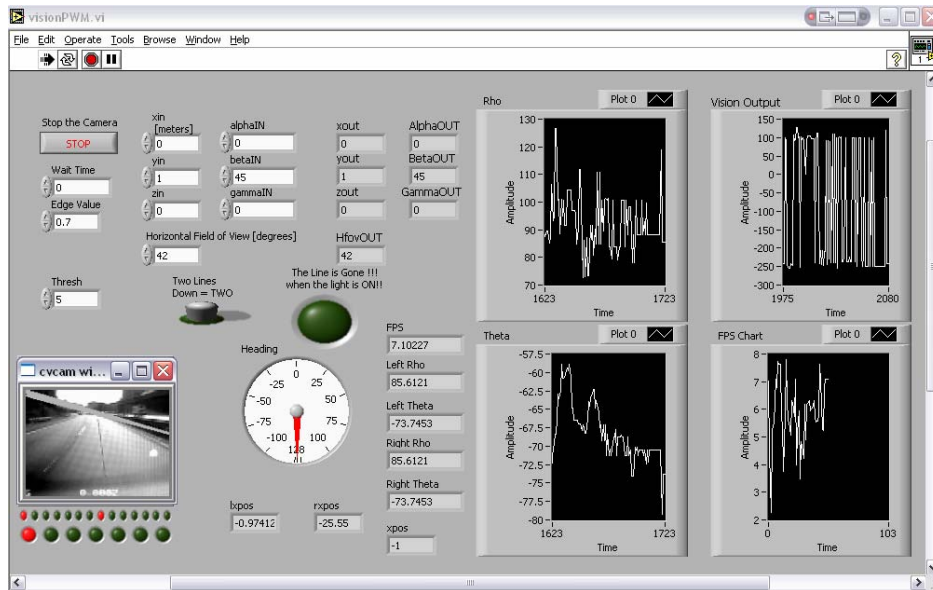 visionPWM.vi
File Edit Operate Tools Browse Window Help
1
Stop the Camera
STOP
Wait Time
0
Edge Value
0.7
Thresh
5
xin
[meters]
0
yin
1
zin
0
alphaIN
0
betaIN
45
gammaIN
0
Horizontal Field of View [degrees]
42
xout
0
yout
1
zout
0
HfovOUT
42
AlphaOUT
0
BetaOUT
45
GammaOUT
0
Two Lines
Down = TWO
The Line is Gone !!!
when the light is ON!!
Heading
-100 -75 -50 -25 0 25 50 75 100 128
FPS
7.10227
Left Rho
85.6121
Left Theta
-73.7453
Right Rho
85.6121
Right Theta
-73.7453
xpos
-1
lxpos
-0.97412
rxpos
-25.55
cvcam wi...
Rho
Plot 0
Amplitude
130
120
110
100
90
80
70
1623 1723
Time
Vision Output
Plot 0
Amplitude
150
100
50
0
-50
-100
-150
-200
-250
-300
1975 2080
Time
Theta
Plot 0
Amplitude
-57.5
-60
-62.5
-65
-67.5
-70
-72.5
-75
-77.5
-80
1623 1723
Time
FPS Chart
Plot 0
Amplitude
8
7
6
5
4
3
2
0 103
Time